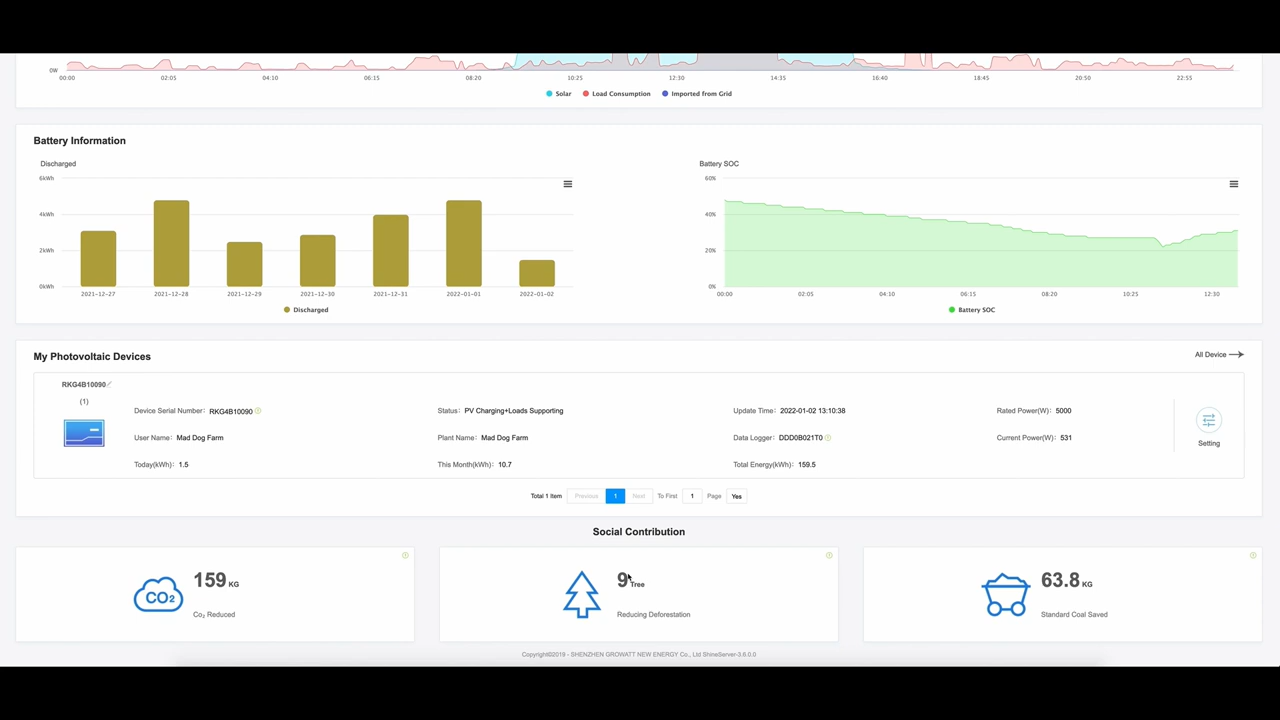 0W
00:00 02:05 04:10 06:15 08:20 10:25 12:30 14:35 16:40 18:45 20:50 22:55
Solar Load Consumption Imported from Grid
Battery Information
Discharged
6kWh
4kWh
2kWh
0kWh
2021-12-27 2021-12-28 2021-12-29 2021-12-30 2021-12-31 2022-01-01 2022-01-02
Discharged
Battery SOC
60%
40%
20%
0%
00:00 02:05 04:10 06:15 08:20 10:25 12:30
Battery SOC
My Photovoltaic Devices
All Device
RKG4B10090
(1)
Device Serial Number: RKG4B10090 Status: PV Charging+Loads Supporting Update Time: 2022-01-02 13:10:38 Rated Power(W): 5000
User Name: Mad Dog Farm Plant Name: Mad Dog Farm Data Logger: DDD0B021T0 Current Power(W): 531
Setting
Today(kWh): 1.5 This Month(kWh): 10.7 Total Energy(kWh): 159.5
Total 1 Item Previous 1 Next To First 1 Page Yes
Social Contribution
CO₂
159 KG
Co₂ Reduced
9 Tree
Reducing Deforestation
63.8 KG
Standard Coal Saved
Copyright©2019 - SHENZHEN GROWATT NEW ENERGY Co., Ltd ShineServer-3.6.0.0